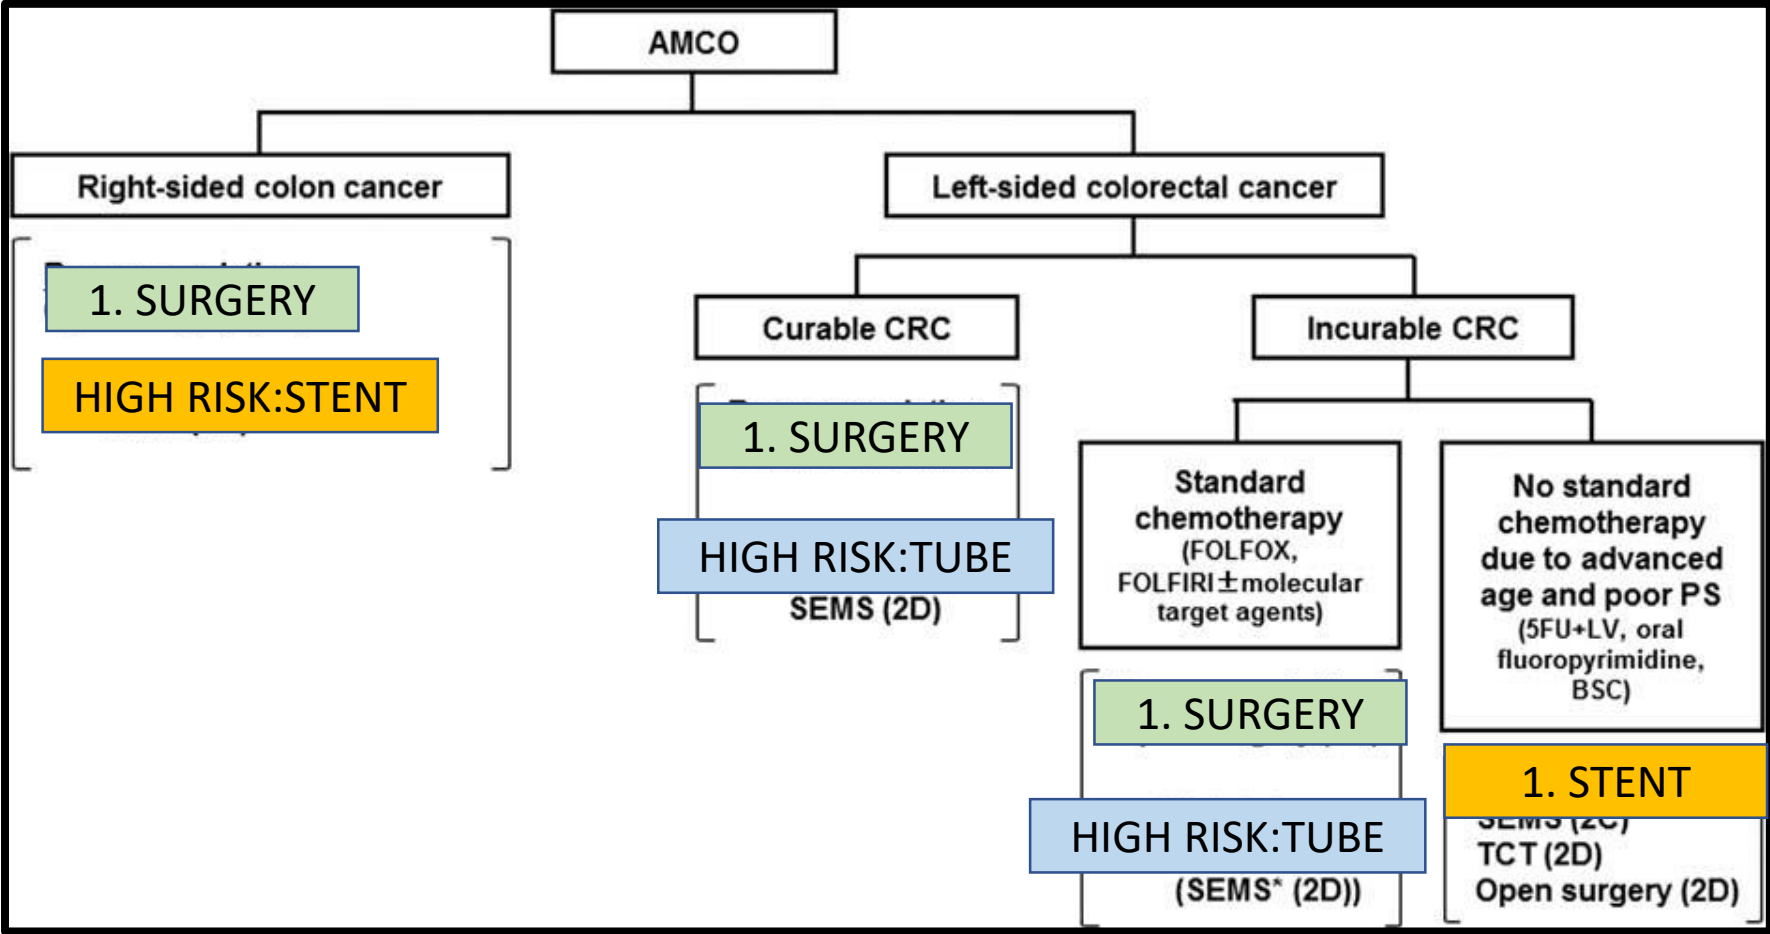 AMCO
Right-sided colon cancer
Left-sided colorectal cancer
1. SURGERY
HIGH RISK:STENT
Curable CRC
Incurable CRC
1. SURGERY
HIGH RISK:TUBE
SEMS (2D)
Standard
chemotherapy
(FOLFOX,
FOLFIRI±molecular
target agents)
1. SURGERY
HIGH RISK:TUBE
(SEMS* (2D))
No standard
chemotherapy
due to advanced
age and poor PS
(5FU+LV, oral
fluoropyrimidine,
BSC)
1. STENT
SEMS (2C)
TCT (2D)
Open surgery (2D)